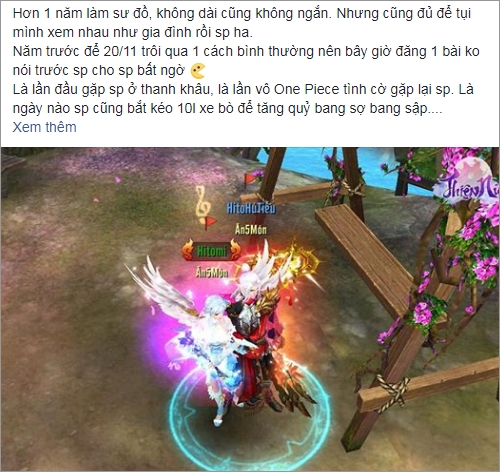 Hơn 1 năm làm sư đồ, không dài cũng không ngắn. Nhưng cũng đủ để tụi
mình xem nhau như gia đình rồi sp ha.
Năm trước để 20/11 trôi qua 1 cách bình thường nên bây giờ đăng 1 bài ko
nói trước sp cho sp bất ngờ
Là lần đầu gặp sp ở thanh khâu, là lần vô One Piece tình cờ gặp lại sp. Là
ngày nào sp cũng bắt kéo 10l xe bò để tăng quỷ bang sợ bang sập....
Xem thêm
HitoHủTiếu
Ăn5Món
Hitomi
Ăn5Món